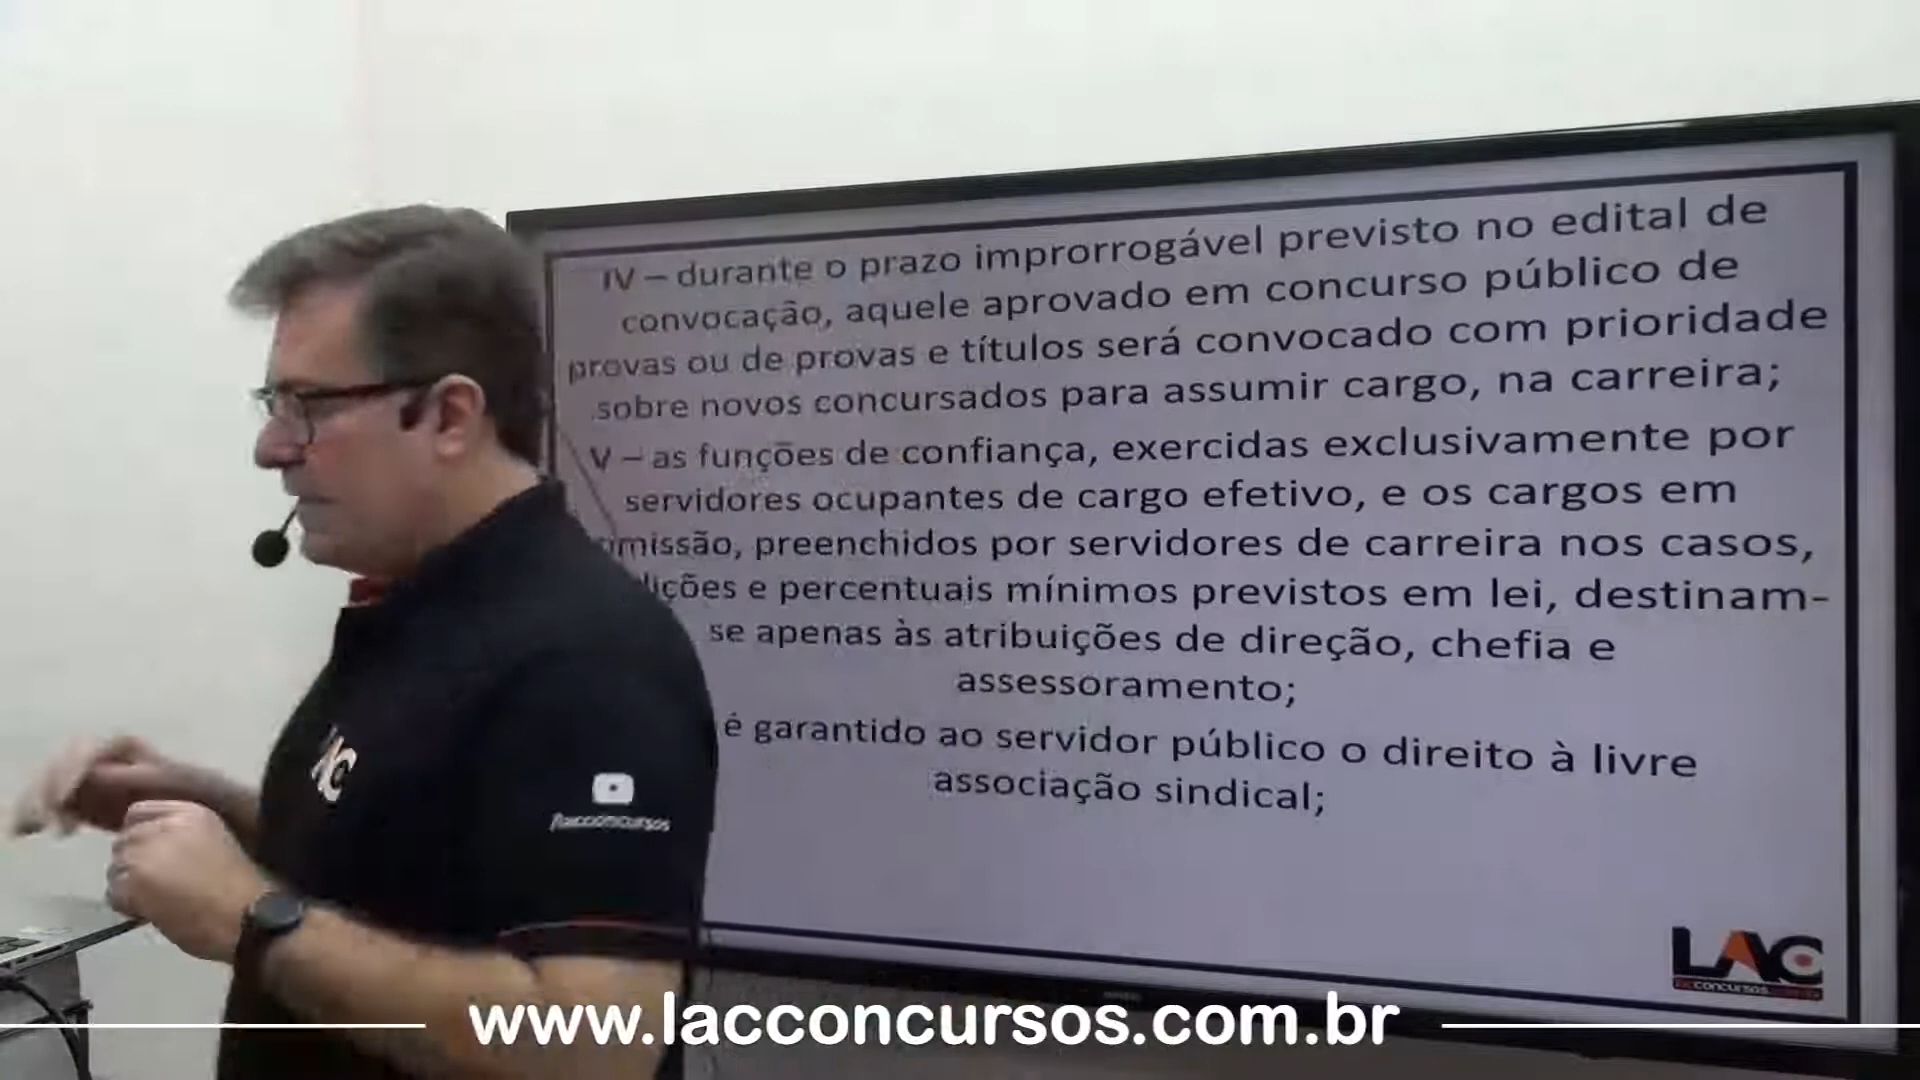 IV – durante o prazo improrrogável previsto no edital de
convocação, aquele aprovado em concurso público de
provas ou de provas e títulos será convocado com prioridade
sobre novos concursados para assumir cargo, na carreira;
V – as funções de confiança, exercidas exclusivamente por
servidores ocupantes de cargo efetivo, e os cargos em
missão, preenchidos por servidores de carreira nos casos,
ições e percentuais mínimos previstos em lei, destinam-
se apenas às atribuições de direção, chefia e
assessoramento;
é garantido ao servidor público o direito à livre
associação sindical;
/lacconcursos
LAC
www.lacconcursos.com.br